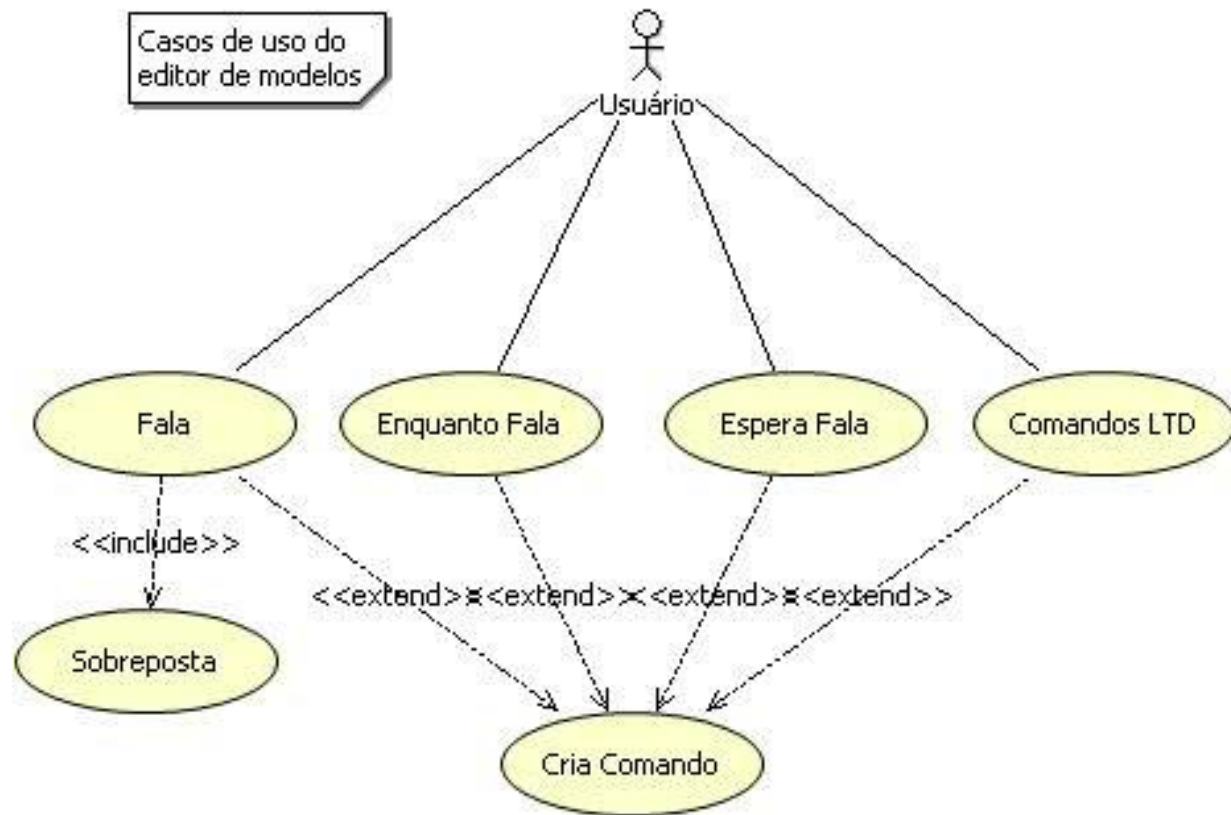 Casos de uso do
editor de modelos
Usuário
Fala
Enquanto Fala
Espera Fala
Comandos LTD
<<include>>
<<extend>> <<extend>> <<extend>> <<extend>>
Sobreposta
Cria Comando